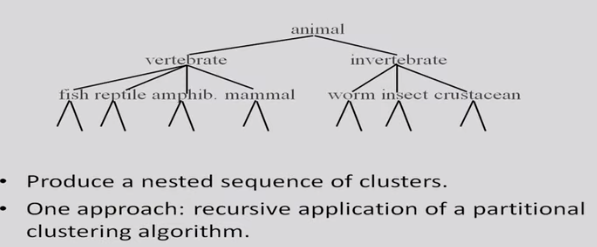 animal
vertebrate invertebrate
fish reptile amphib. mammal worm insect crustacean
• Produce a nested sequence of clusters.
• One approach: recursive application of a partitional
clustering algorithm.